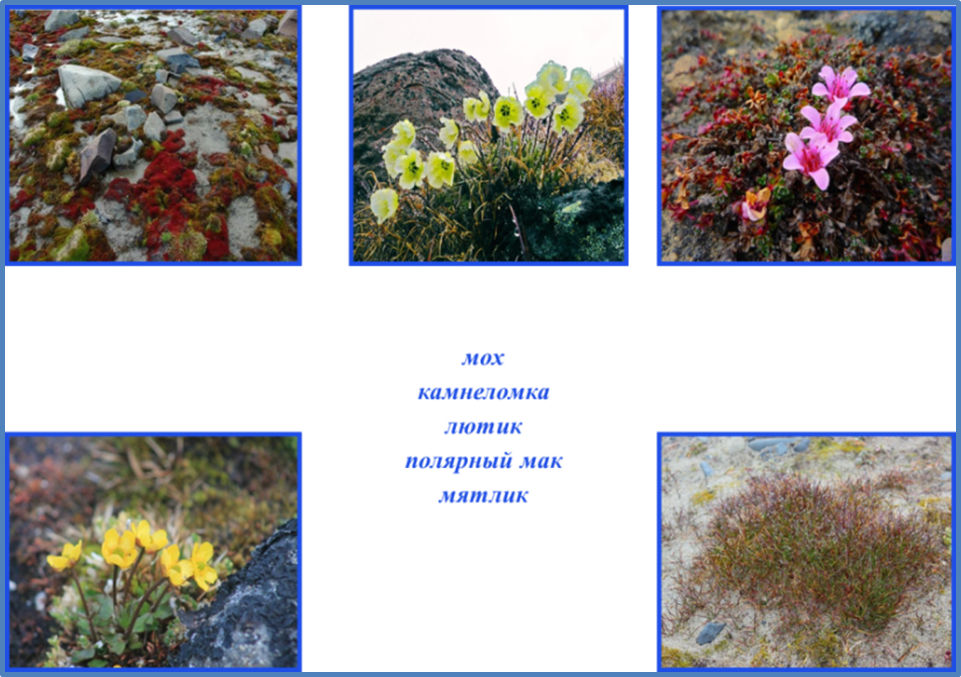 мох
камнеломка
лютик
полярный мак
мятлик